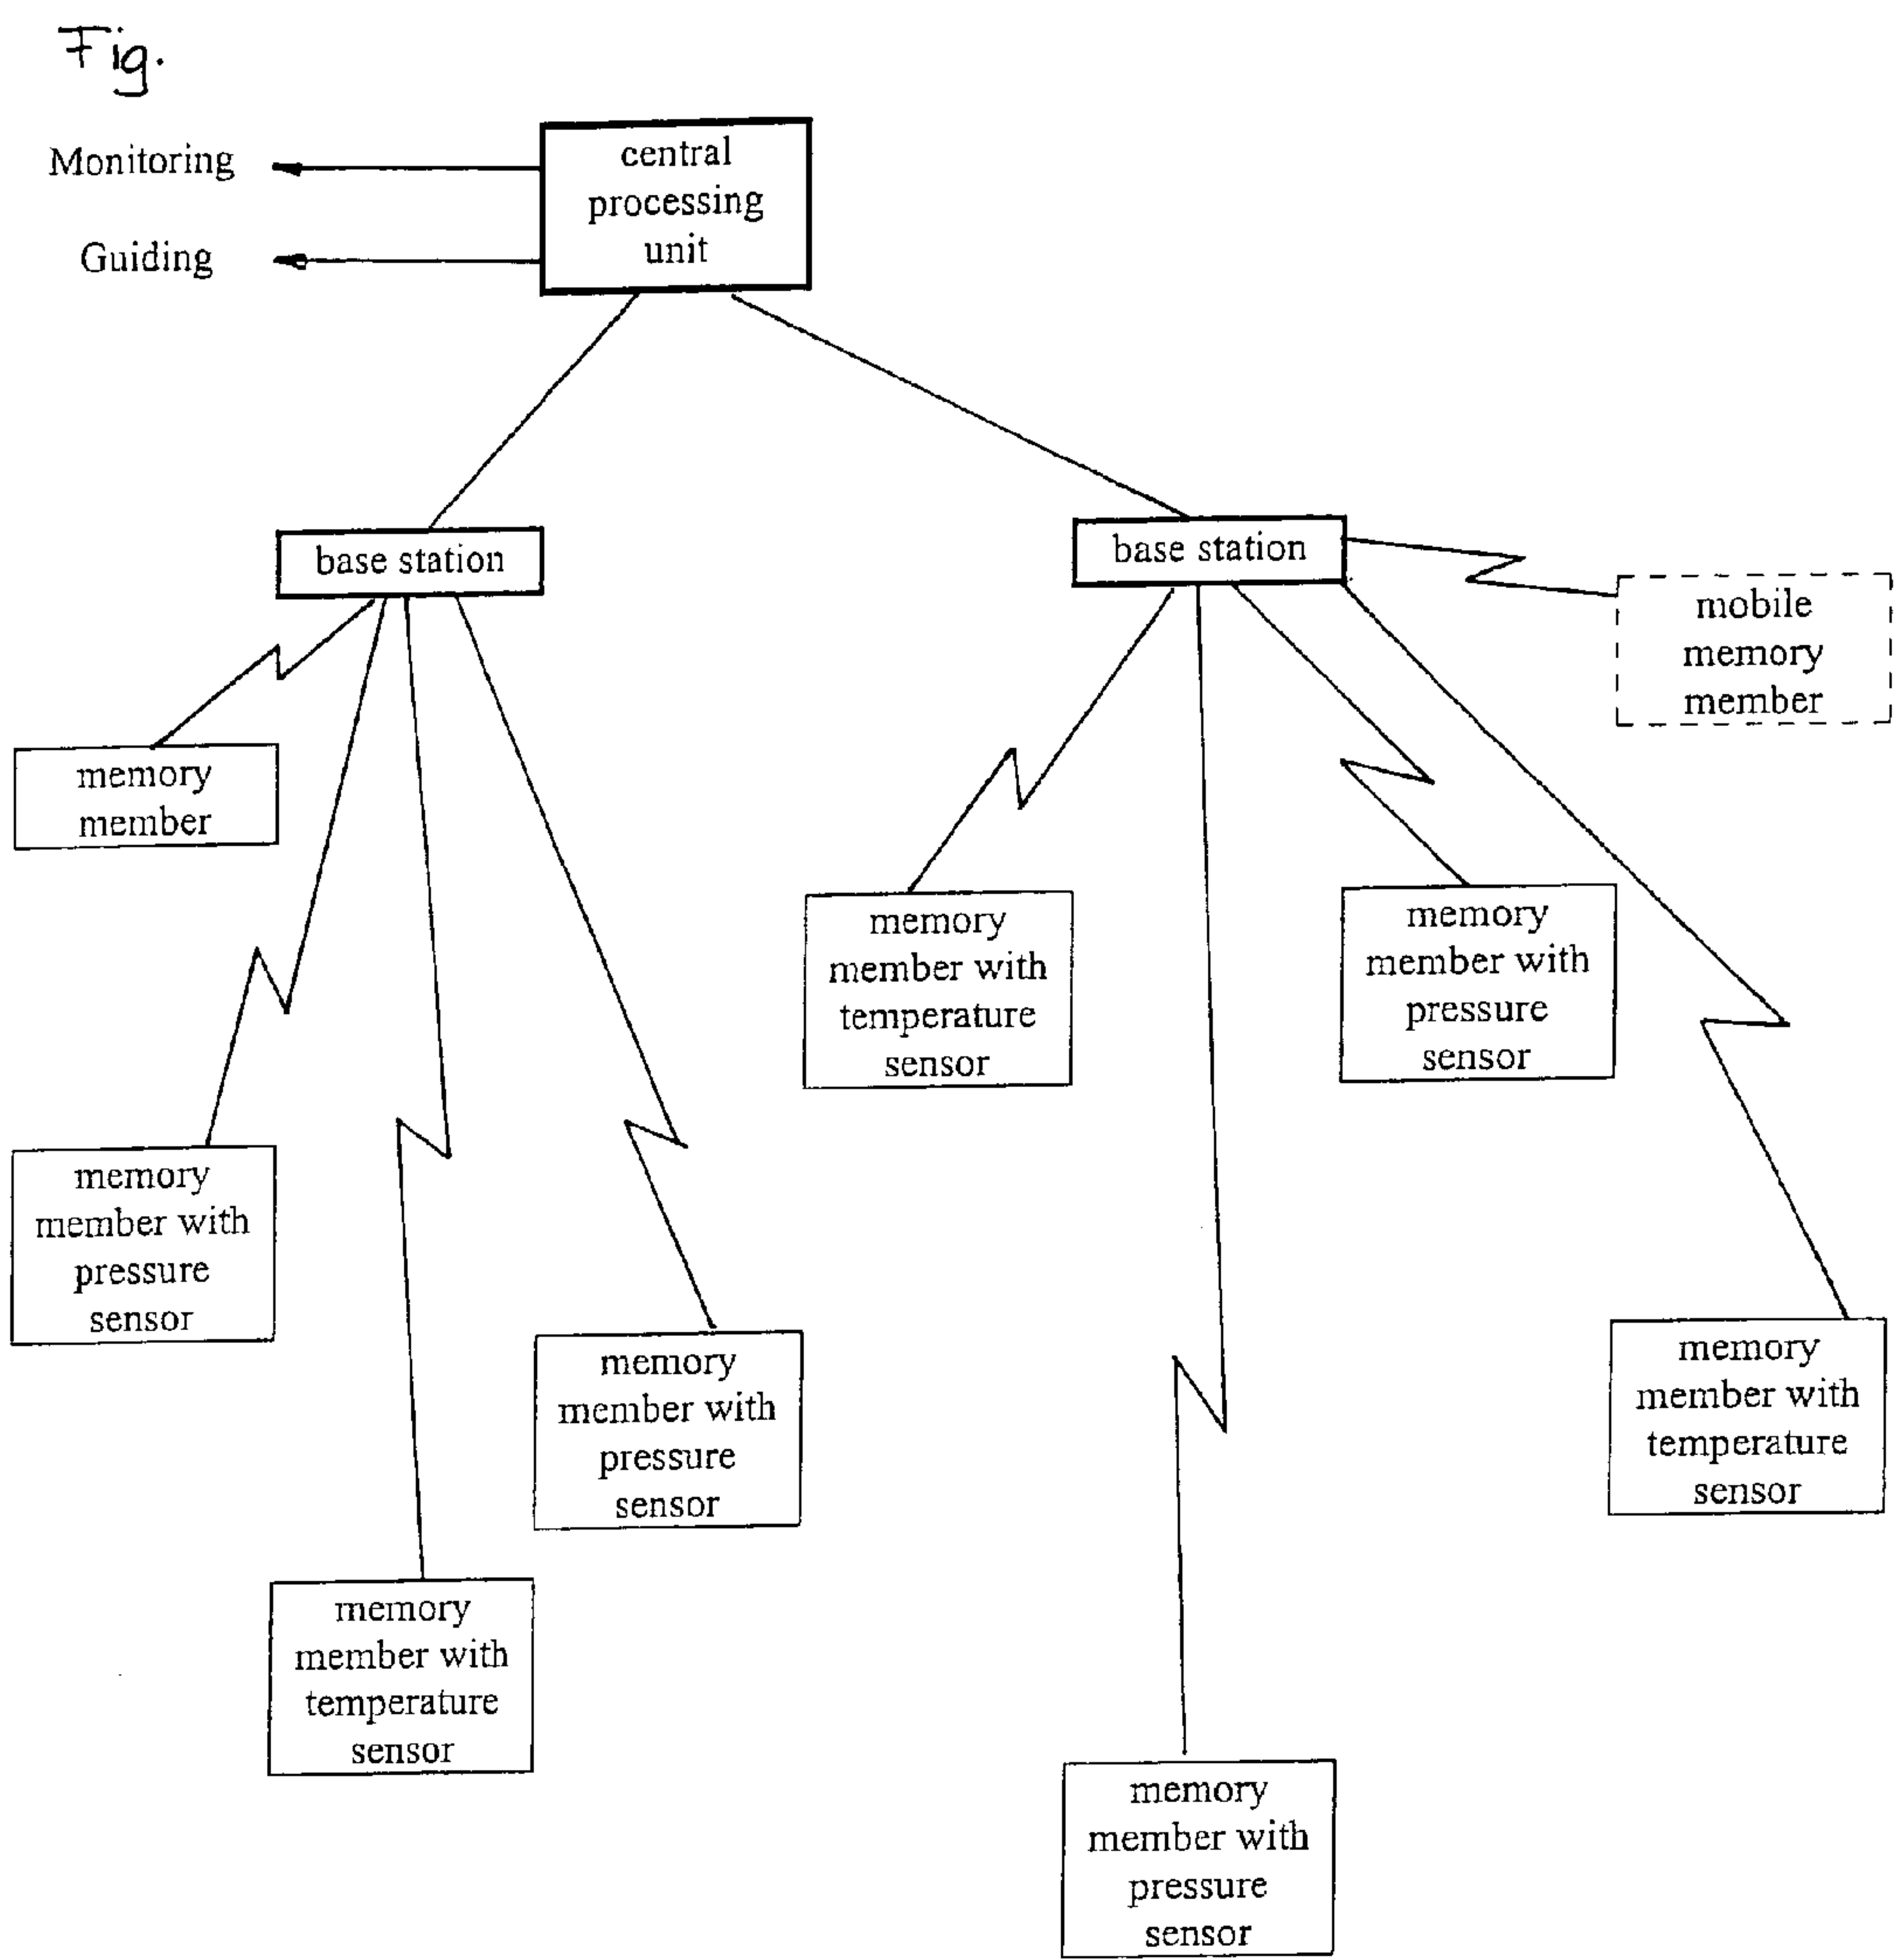 Fig.
Monitoring
Guiding
central
processing
unit
base station
base station
mobile
memory
member
memory
member
memory
member with
temperature
sensor
memory
member with
pressure
sensor
memory
member with
pressure
sensor
memory
member with
pressure
sensor
memory
member with
temperature
sensor
memory
member with
temperature
sensor
memory
member with
pressure
sensor